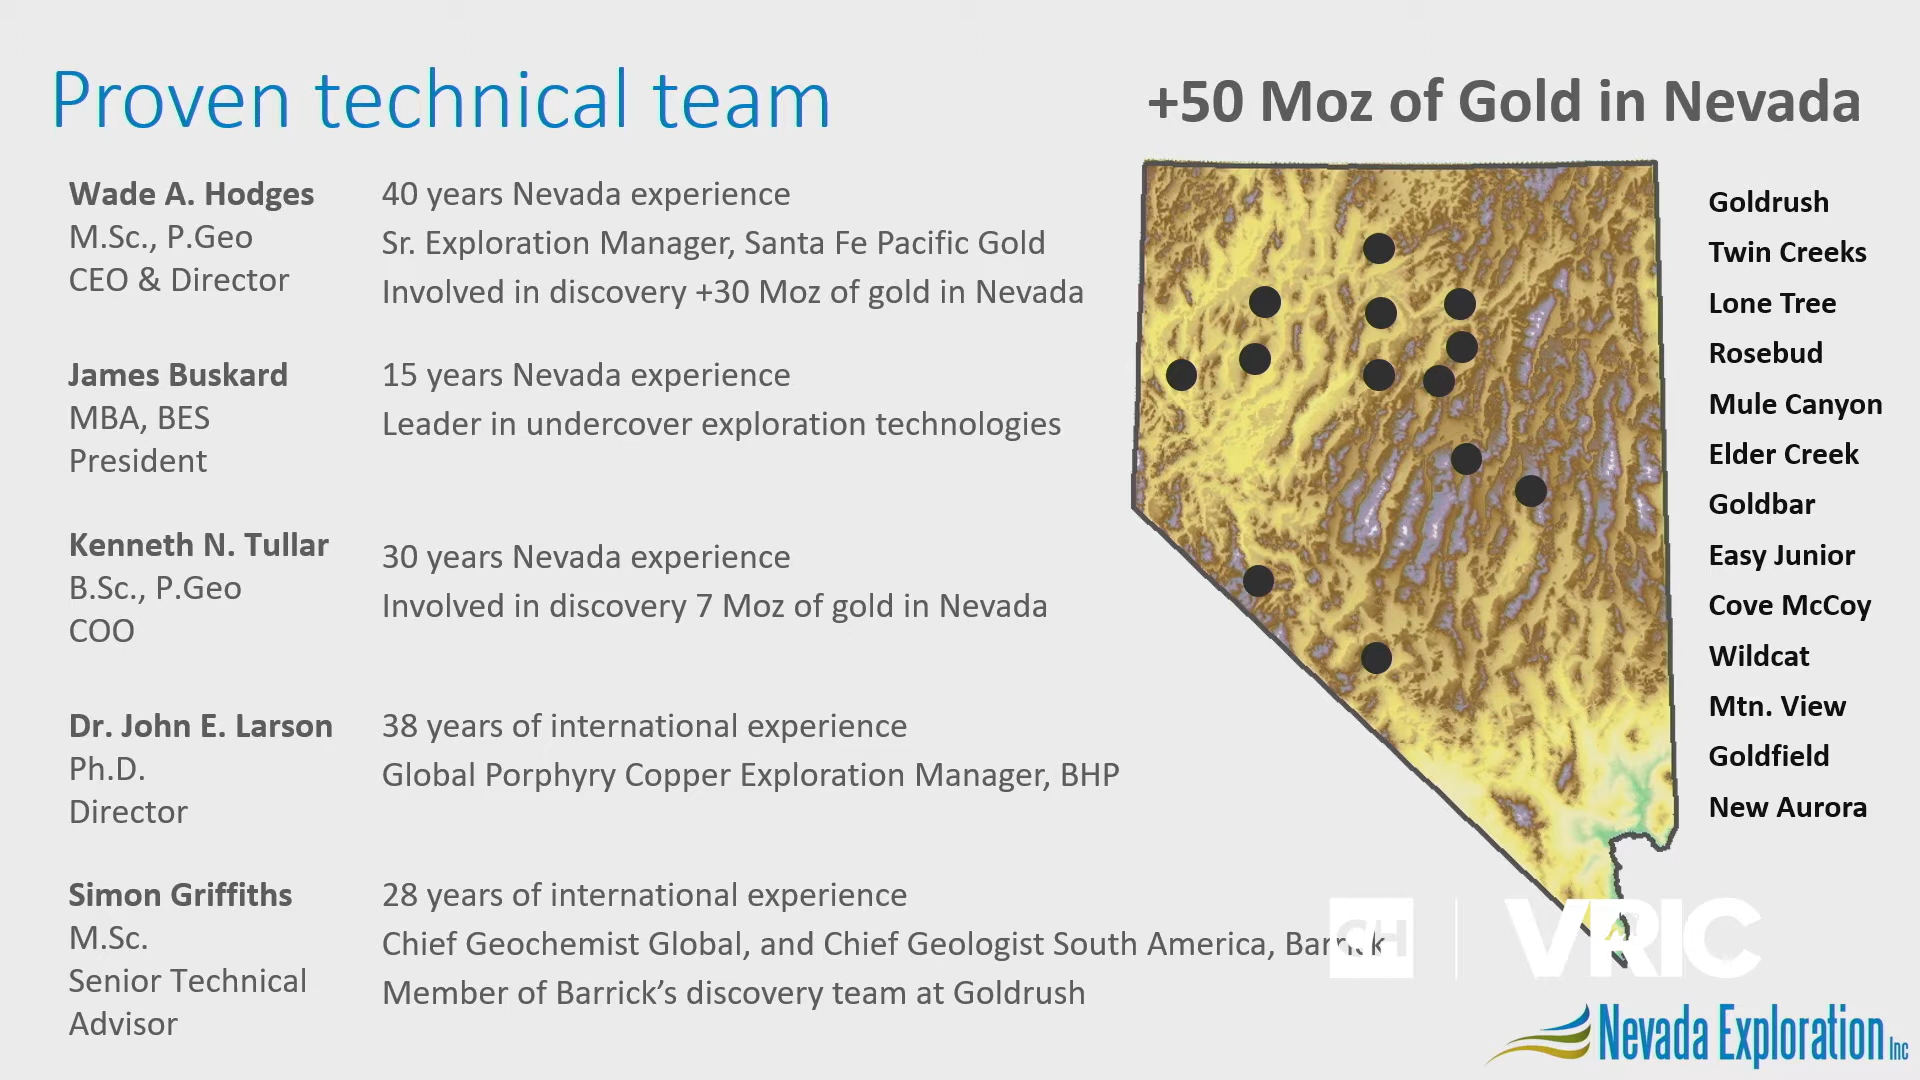 Proven technical team
+50 Moz of Gold in Nevada
Wade A. Hodges
M.Sc., P.Geo
CEO & Director
40 years Nevada experience
Sr. Exploration Manager, Santa Fe Pacific Gold
Involved in discovery +30 Moz of gold in Nevada
James Buskard
MBA, BES
President
15 years Nevada experience
Leader in undercover exploration technologies
Kenneth N. Tullar
B.Sc., P.Geo
COO
30 years Nevada experience
Involved in discovery 7 Moz of gold in Nevada
Dr. John E. Larson
Ph.D.
Director
38 years of international experience
Global Porphyry Copper Exploration Manager, BHP
Simon Griffiths
M.Sc.
Senior Technical
Advisor
28 years of international experience
Chief Geochemist Global, and Chief Geologist South America, Barrick
Member of Barrick's discovery team at Goldrush
Goldrush
Twin Creeks
Lone Tree
Rosebud
Mule Canyon
Elder Creek
Goldbar
Easy Junior
Cove McCoy
Wildcat
Mtn. View
Goldfield
New Aurora
CH
VRIC
Nevada Exploration Inc